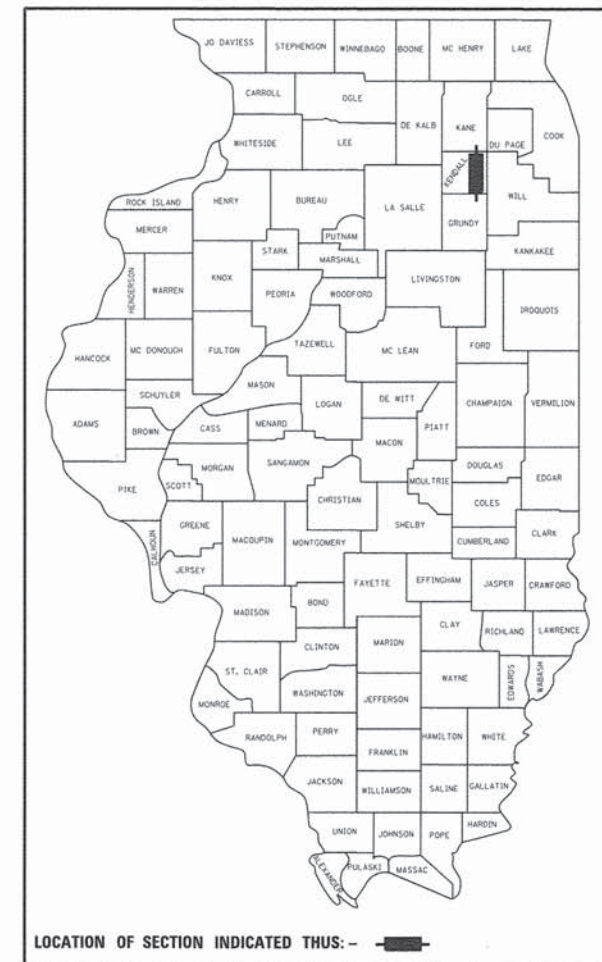 JO DAVIESS STEPHENSON WINNEBAGO BOONE MC HENRY LAKE
CARROLL OGLE DE KALB KANE DU PAGE COOK
WHITESIDE LEE KENDALL WILL
ROCK ISLAND HENRY BUREAU LA SALLE GRUNDY
MERCER PUTNAM KANKAKEE
HENDERSON WARREN KNOX STARK MARSHALL LIVINGSTON
PEORIA WOODFORD IROQUOIS
HANCOCK MC DONOUGH FULTON TAZEWELL MC LEAN FORD
SCHUYLER MASON LOGAN DE WITT CHAMPAIGN VERMILION
ADAMS BROWN CASS MENARD PIATT
MACON
PIKE SCOTT MORGAN SANGAMON CHRISTIAN MOULTRIE DOUGLAS EDGAR
COLES
CALHOUN GREENE MACOUPIN MONTGOMERY SHELBY CUMBERLAND CLARK
JERSEY FAYETTE EFFINGHAM JASPER CRAWFORD
MADISON BOND
CLAY RICHLAND LAWRENCE
CLINTON MARION
ST. CLAIR WAYNE EDWARDS WABASH
MONROE WASHINGTON JEFFERSON
RANDOLPH PERRY HAMILTON WHITE
FRANKLIN
JACKSON WILLIAMSON SALINE GALLATIN
UNION JOHNSON POPE HARDIN
ALEXANDER PULASKI MASSAC
LOCATION OF SECTION INDICATED THUS: -